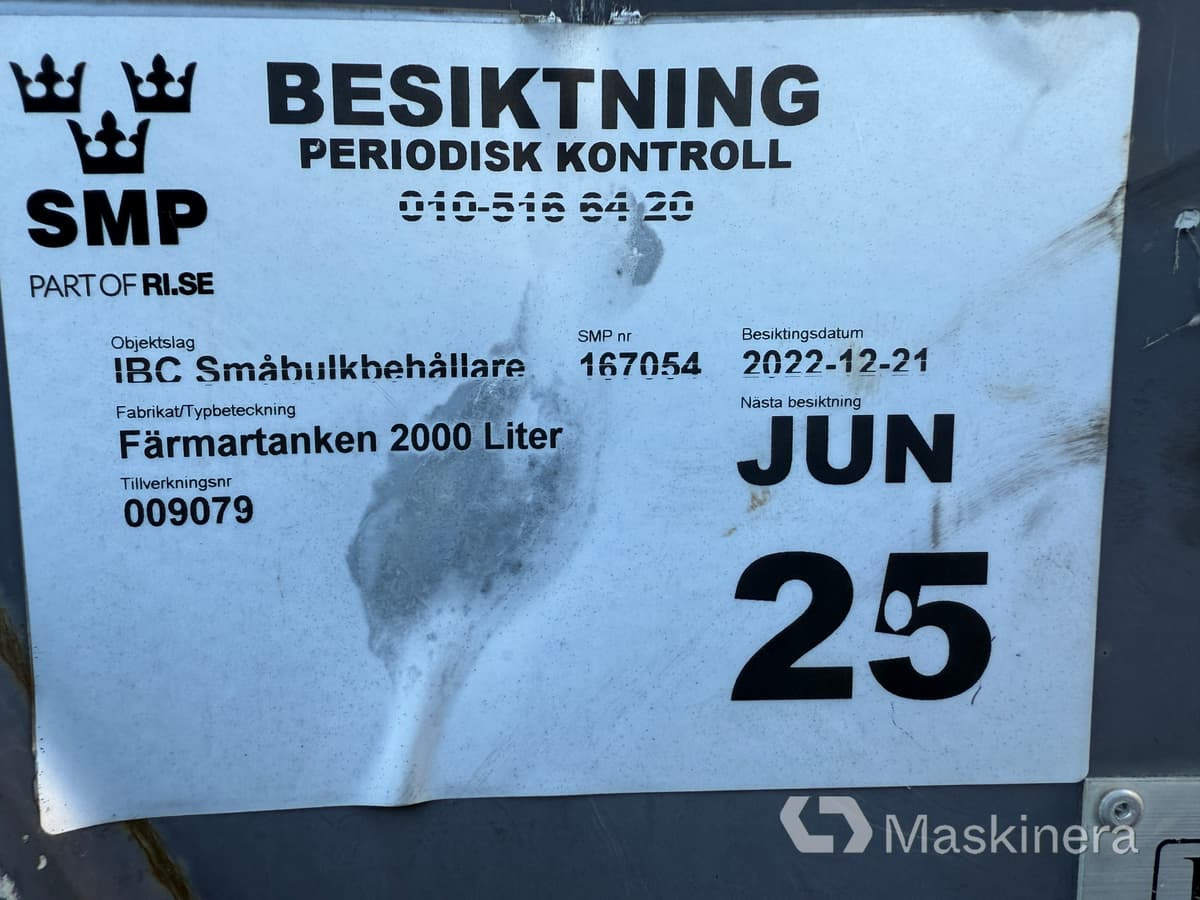 BESIKTNING
PERIODISK KONTROLL
010-516 64 20
SMP
PART OF RI.SE
Objektslag
IBC Småbulkbehållare
SMP nr
167054
Besiktingsdatum
2022-12-21
Fabrikat/Typbeteckning
Färmartanken 2000 Liter
Nästa besiktning
JUN
25
Tillverkningsnr
009079
Maskinera